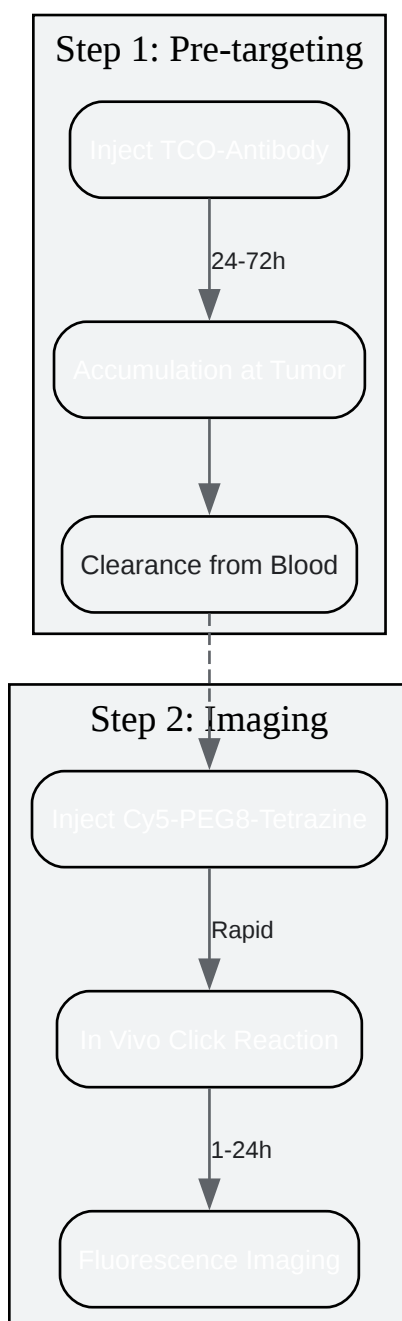 Step 1: Pre-targeting
Inject TCO-Antibody
24-72h
Accumulation at Tumor
Clearance from Blood
Step 2: Imaging
Inject Cy5-PEG8-Tetrazine
Rapid
In Vivo Click Reaction
1-24h
Fluorescence Imaging